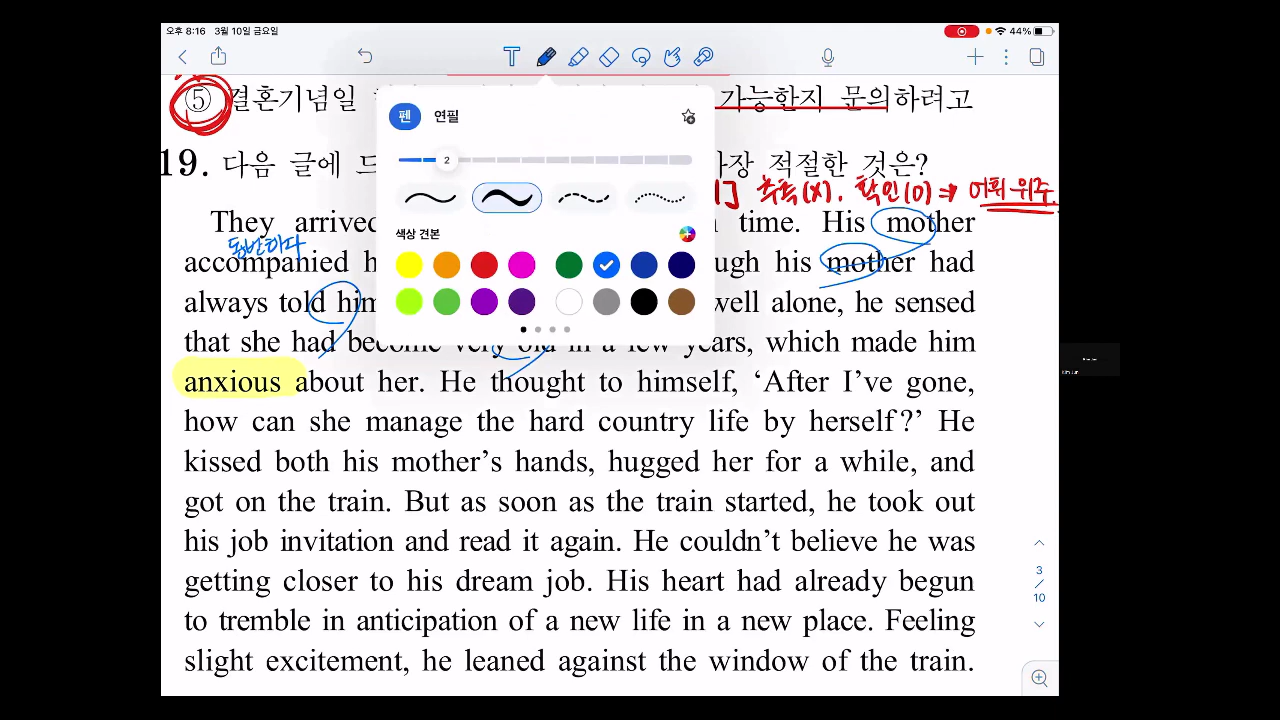 오후 8:16 3월 10일 금요일 44%
T
⑤ 결혼기념일 가능한지 문의하려고
펜 연필
2
19. 다음 글에 드 가장 적절한 것은?
추측(X). 확인(O) ⇒ 어휘 위주
They arrived time. His mother
동반하다
색상 견본
accompanied h ugh his mother had
always told him well alone, he sensed
that she had become very old in a few years, which made him
anxious about her. He thought to himself, ‘After I’ve gone,
how can she manage the hard country life by herself?’ He
kissed both his mother’s hands, hugged her for a while, and
got on the train. But as soon as the train started, he took out
his job invitation and read it again. He couldn’t believe he was
getting closer to his dream job. His heart had already begun
to tremble in anticipation of a new life in a new place. Feeling
slight excitement, he leaned against the window of the train.
3
/
10